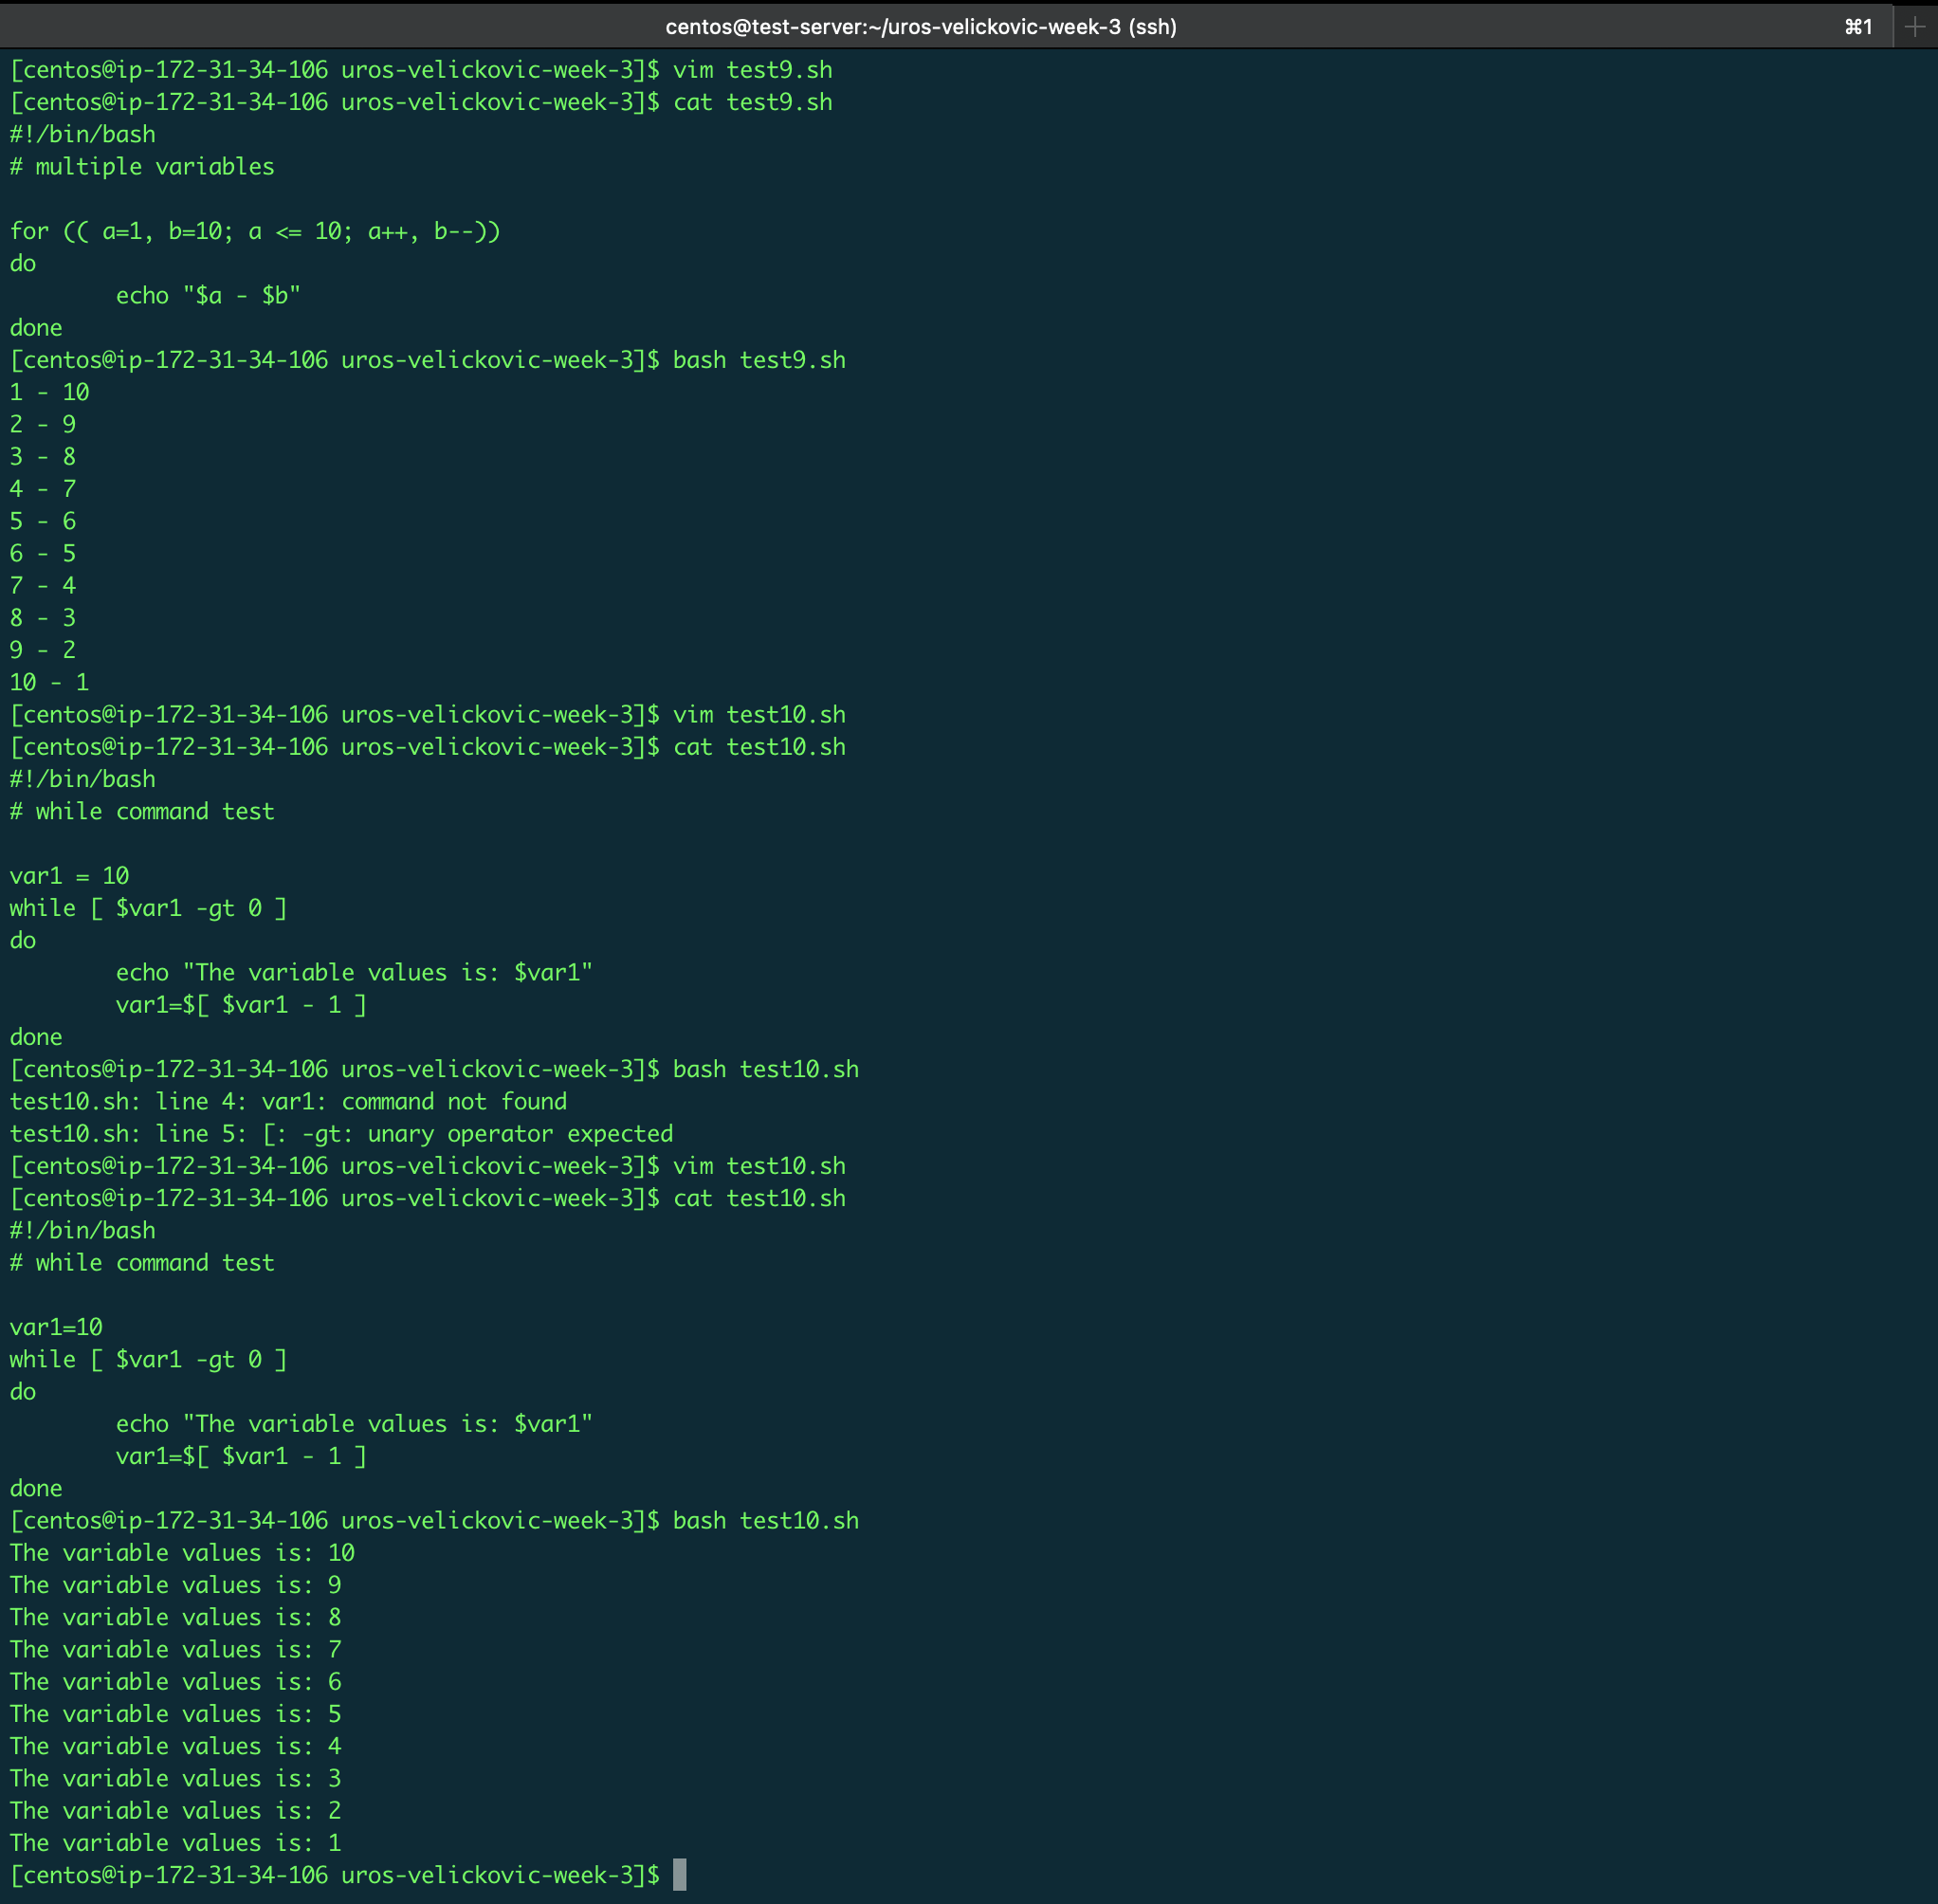 centos@test-server:~/uros-velickovic-week-3 (ssh) ⌘1
[centos@ip-172-31-34-106 uros-velickovic-week-3]$ vim test9.sh
[centos@ip-172-31-34-106 uros-velickovic-week-3]$ cat test9.sh
#!/bin/bash
# multiple variables

for (( a=1, b=10; a <= 10; a++, b--))
do
        echo "$a - $b"
done
[centos@ip-172-31-34-106 uros-velickovic-week-3]$ bash test9.sh
1 - 10
2 - 9
3 - 8
4 - 7
5 - 6
6 - 5
7 - 4
8 - 3
9 - 2
10 - 1
[centos@ip-172-31-34-106 uros-velickovic-week-3]$ vim test10.sh
[centos@ip-172-31-34-106 uros-velickovic-week-3]$ cat test10.sh
#!/bin/bash
# while command test

var1 = 10
while [ $var1 -gt 0 ]
do
        echo "The variable values is: $var1"
        var1=$[ $var1 - 1 ]
done
[centos@ip-172-31-34-106 uros-velickovic-week-3]$ bash test10.sh
test10.sh: line 4: var1: command not found
test10.sh: line 5: [: -gt: unary operator expected
[centos@ip-172-31-34-106 uros-velickovic-week-3]$ vim test10.sh
[centos@ip-172-31-34-106 uros-velickovic-week-3]$ cat test10.sh
#!/bin/bash
# while command test

var1=10
while [ $var1 -gt 0 ]
do
        echo "The variable values is: $var1"
        var1=$[ $var1 - 1 ]
done
[centos@ip-172-31-34-106 uros-velickovic-week-3]$ bash test10.sh
The variable values is: 10
The variable values is: 9
The variable values is: 8
The variable values is: 7
The variable values is: 6
The variable values is: 5
The variable values is: 4
The variable values is: 3
The variable values is: 2
The variable values is: 1
[centos@ip-172-31-34-106 uros-velickovic-week-3]$